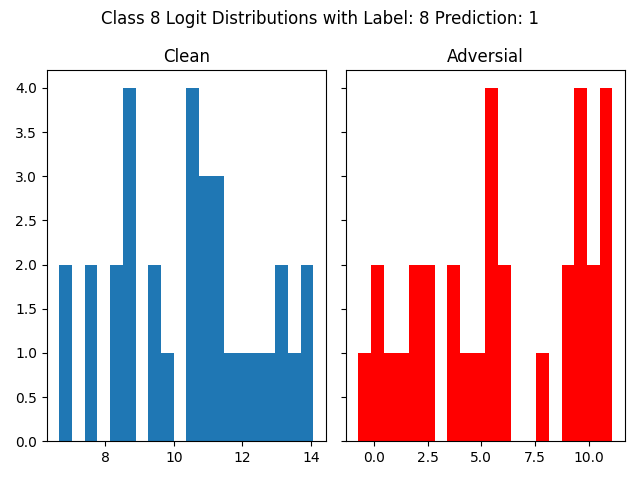 Class 8 Logit Distributions with Label: 8 Prediction: 1
Clean
Adversial
4.0
3.5
3.0
2.5
2.0
1.5
1.0
0.5
0.0
8 10 12 14
0.0 2.5 5.0 7.5 10.0